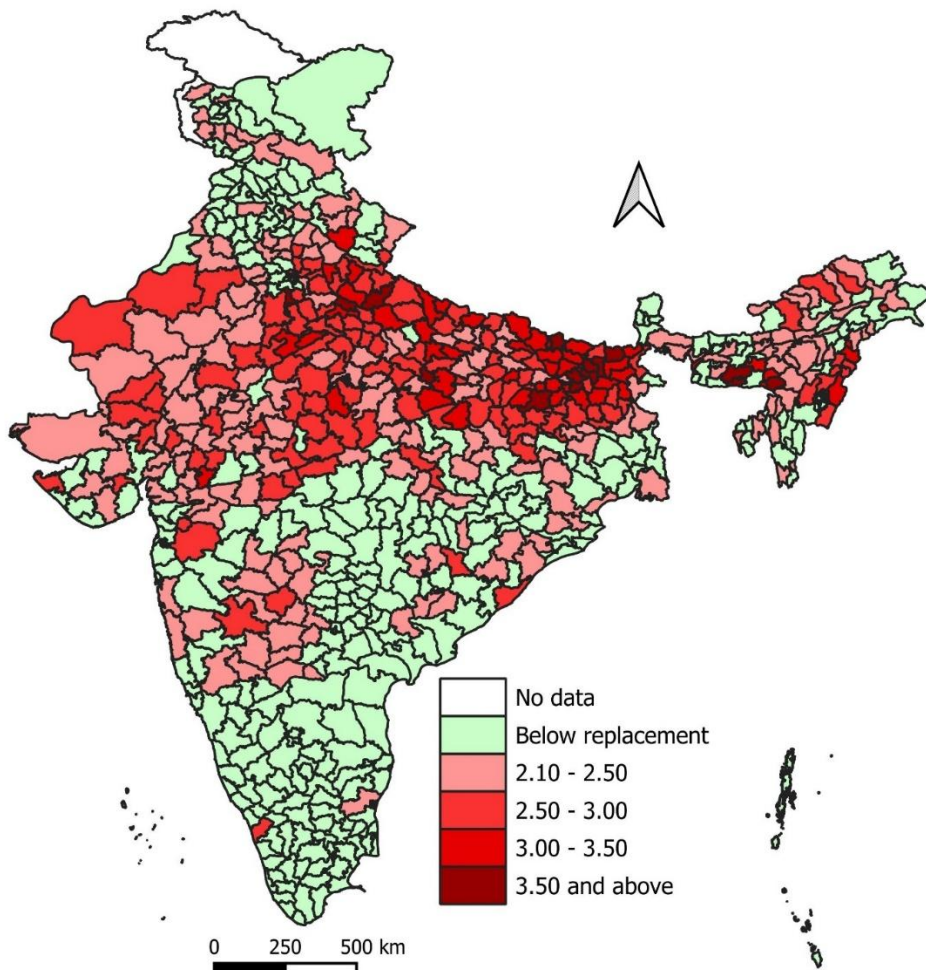 No data
Below replacement
2.10 - 2.50
2.50 - 3.00
3.00 - 3.50
3.50 and above
0 250 500 km